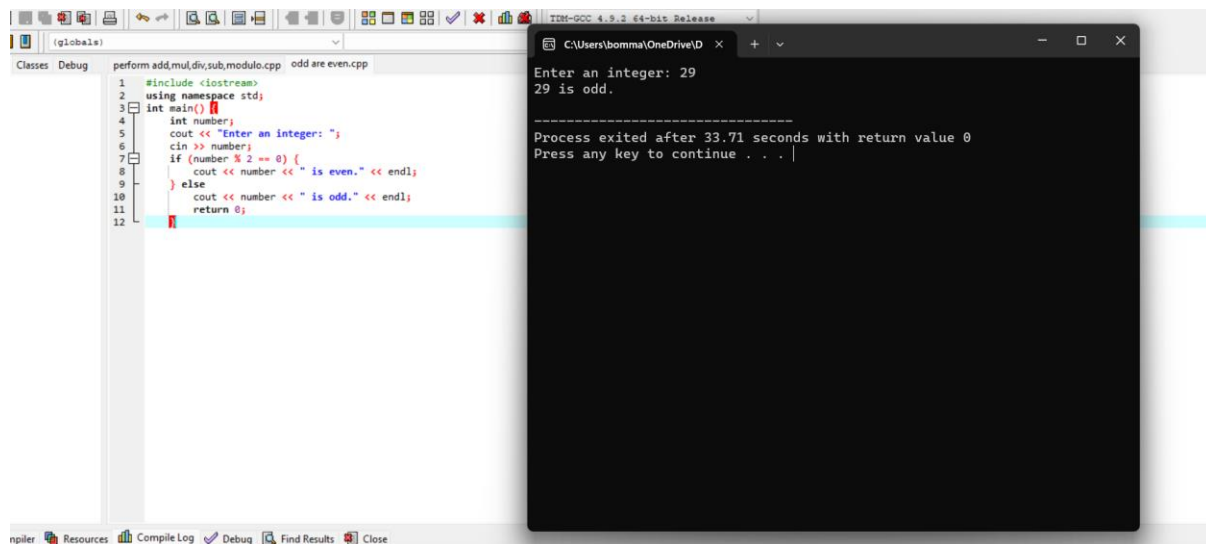 TDM-GCC 4.9.2 64-bit Release
(globals)
Classes Debug perform add,mul,div,sub,modulo.cpp odd are even.cpp
1 #include <iostream>
2 using namespace std;
3 int main() {
4 int number;
5 cout << "Enter an integer: ";
6 cin >> number;
7 if (number % 2 == 0) {
8 cout << number << " is even." << endl;
9 } else
10 cout << number << " is odd." << endl;
11 return 0;
12 }
C:\Users\bomma\OneDrive\D
Enter an integer: 29
29 is odd.
--------------------------------
Process exited after 33.71 seconds with return value 0
Press any key to continue . . .
mpiler Resources Compile Log Debug Find Results Close